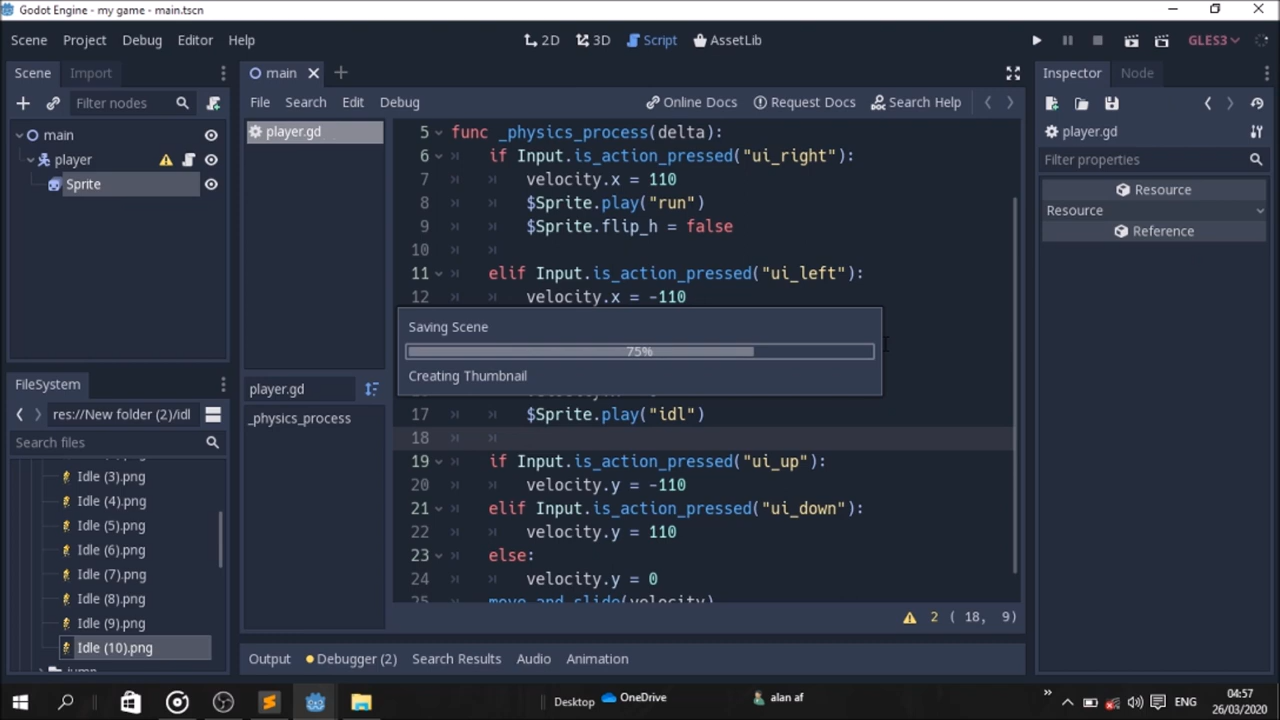 Godot Engine - my game - main.tscn
Scene Project Debug Editor Help
2D 3D Script AssetLib
GLES3
Scene Import
main
Inspector Node
Filter nodes
File Search Edit Debug
Online Docs Request Docs Search Help
main
player
Sprite
player.gd
player.gd
Filter properties
Resource
Resource
Reference
5 func _physics_process(delta):
6 if Input.is_action_pressed("ui_right"):
7 velocity.x = 110
8 $Sprite.play("run")
9 $Sprite.flip_h = false
10
11 elif Input.is_action_pressed("ui_left"):
12 velocity.x = -110
Saving Scene
75%
Creating Thumbnail
17 $Sprite.play("idl")
18
19 if Input.is_action_pressed("ui_up"):
20 velocity.y = -110
21 elif Input.is_action_pressed("ui_down"):
22 velocity.y = 110
23 else:
24 velocity.y = 0
25 move_and_slide(velocity)
2 ( 18, 9)
player.gd
_physics_process
FileSystem
res://New folder (2)/idl
Search files
Idle (3).png
Idle (4).png
Idle (5).png
Idle (6).png
Idle (7).png
Idle (8).png
Idle (9).png
Idle (10).png
jump
Output Debugger (2) Search Results Audio Animation
Desktop OneDrive alan af
ENG
04:57
26/03/2020